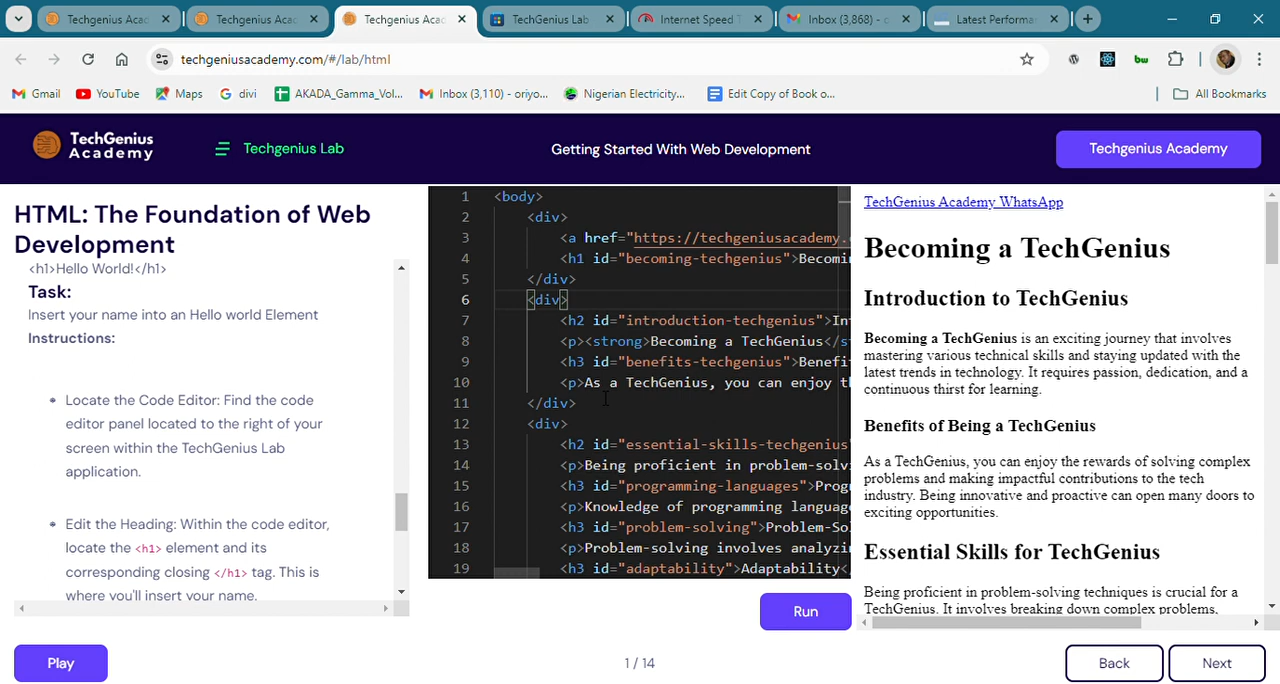 Techgenius Aca
Techgenius Aca
Techgenius Aca
TechGenius Lab
Internet Speed T
Inbox (3,868) - o
Latest Performa
techgeniusacademy.com/#/lab/html
bw
Gmail
YouTube
Maps
divi
AKADA_Gamma_Vol...
Inbox (3,110) - oriyo...
Nigerian Electricity...
Edit Copy of Book o...
All Bookmarks
TechGenius
Academy
Techgenius Lab
Getting Started With Web Development
Techgenius Academy
HTML: The Foundation of Web
Development
<h1>Hello World!</h1>
Task:
Insert your name into an Hello world Element
Instructions:
Locate the Code Editor: Find the code
editor panel located to the right of your
screen within the TechGenius Lab
application.
Edit the Heading: Within the code editor,
locate the <h1> element and its
corresponding closing </h1> tag. This is
where you'll insert your name.
1 <body>
2 <div>
3 <a href="https://techgeniusacademy.
4 <h1 id="becoming-techgenius">Becomi
5 </div>
6 <div>
7 <h2 id="introduction-techgenius">In
8 <p><strong>Becoming a TechGenius</s
9 <h3 id="benefits-techgenius">Benefi
10 <p>As a TechGenius, you can enjoy th
11 </div>
12 <div>
13 <h2 id="essential-skills-techgenius"
14 <p>Being proficient in problem-solvi
15 <h3 id="programming-languages">Prog
16 <p>Knowledge of programming language
17 <h3 id="problem-solving">Problem-So
18 <p>Problem-solving involves analyzin
19 <h3 id="adaptability">Adaptability<
Run
TechGenius Academy WhatsApp
Becoming a TechGenius
Introduction to TechGenius
Becoming a TechGenius is an exciting journey that involves
mastering various technical skills and staying updated with the
latest trends in technology. It requires passion, dedication, and a
continuous thirst for learning.
Benefits of Being a TechGenius
As a TechGenius, you can enjoy the rewards of solving complex
problems and making impactful contributions to the tech
industry. Being innovative and proactive can open many doors to
exciting opportunities.
Essential Skills for TechGenius
Being proficient in problem-solving techniques is crucial for a
TechGenius. It involves breaking down complex problems,
Play
1 / 14
Back
Next